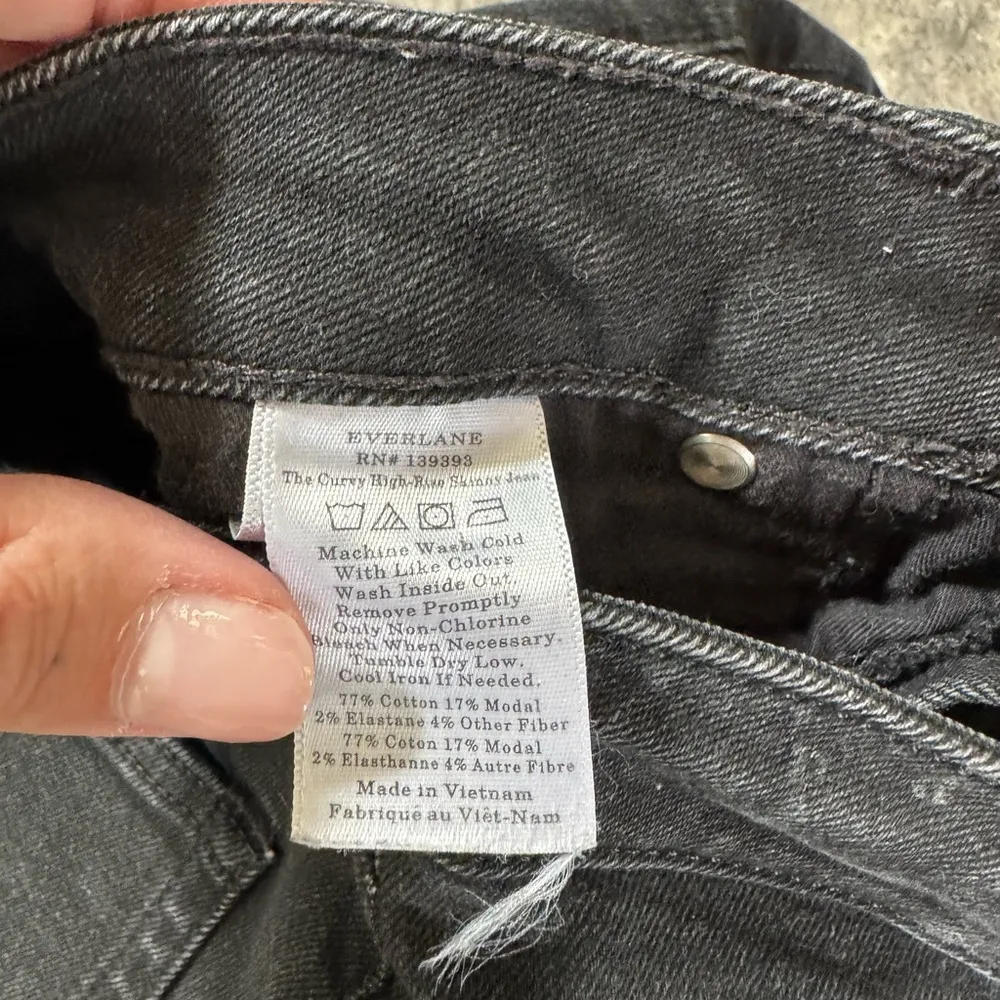 EVERLANE
RN# 139393
The Curvy High-Rise Skinny Jean
Machine Wash Cold
With Like Colors
Wash Inside Out
Remove Promptly
Only Non-Chlorine
Bleach When Necessary.
Tumble Dry Low.
Cool Iron If Needed.
77% Cotton 17% Modal
2% Elastane 4% Other Fiber
77% Coton 17% Modal
2% Elasthanne 4% Autre Fibre
Made in Vietnam
Fabriqué au Viêt-Nam